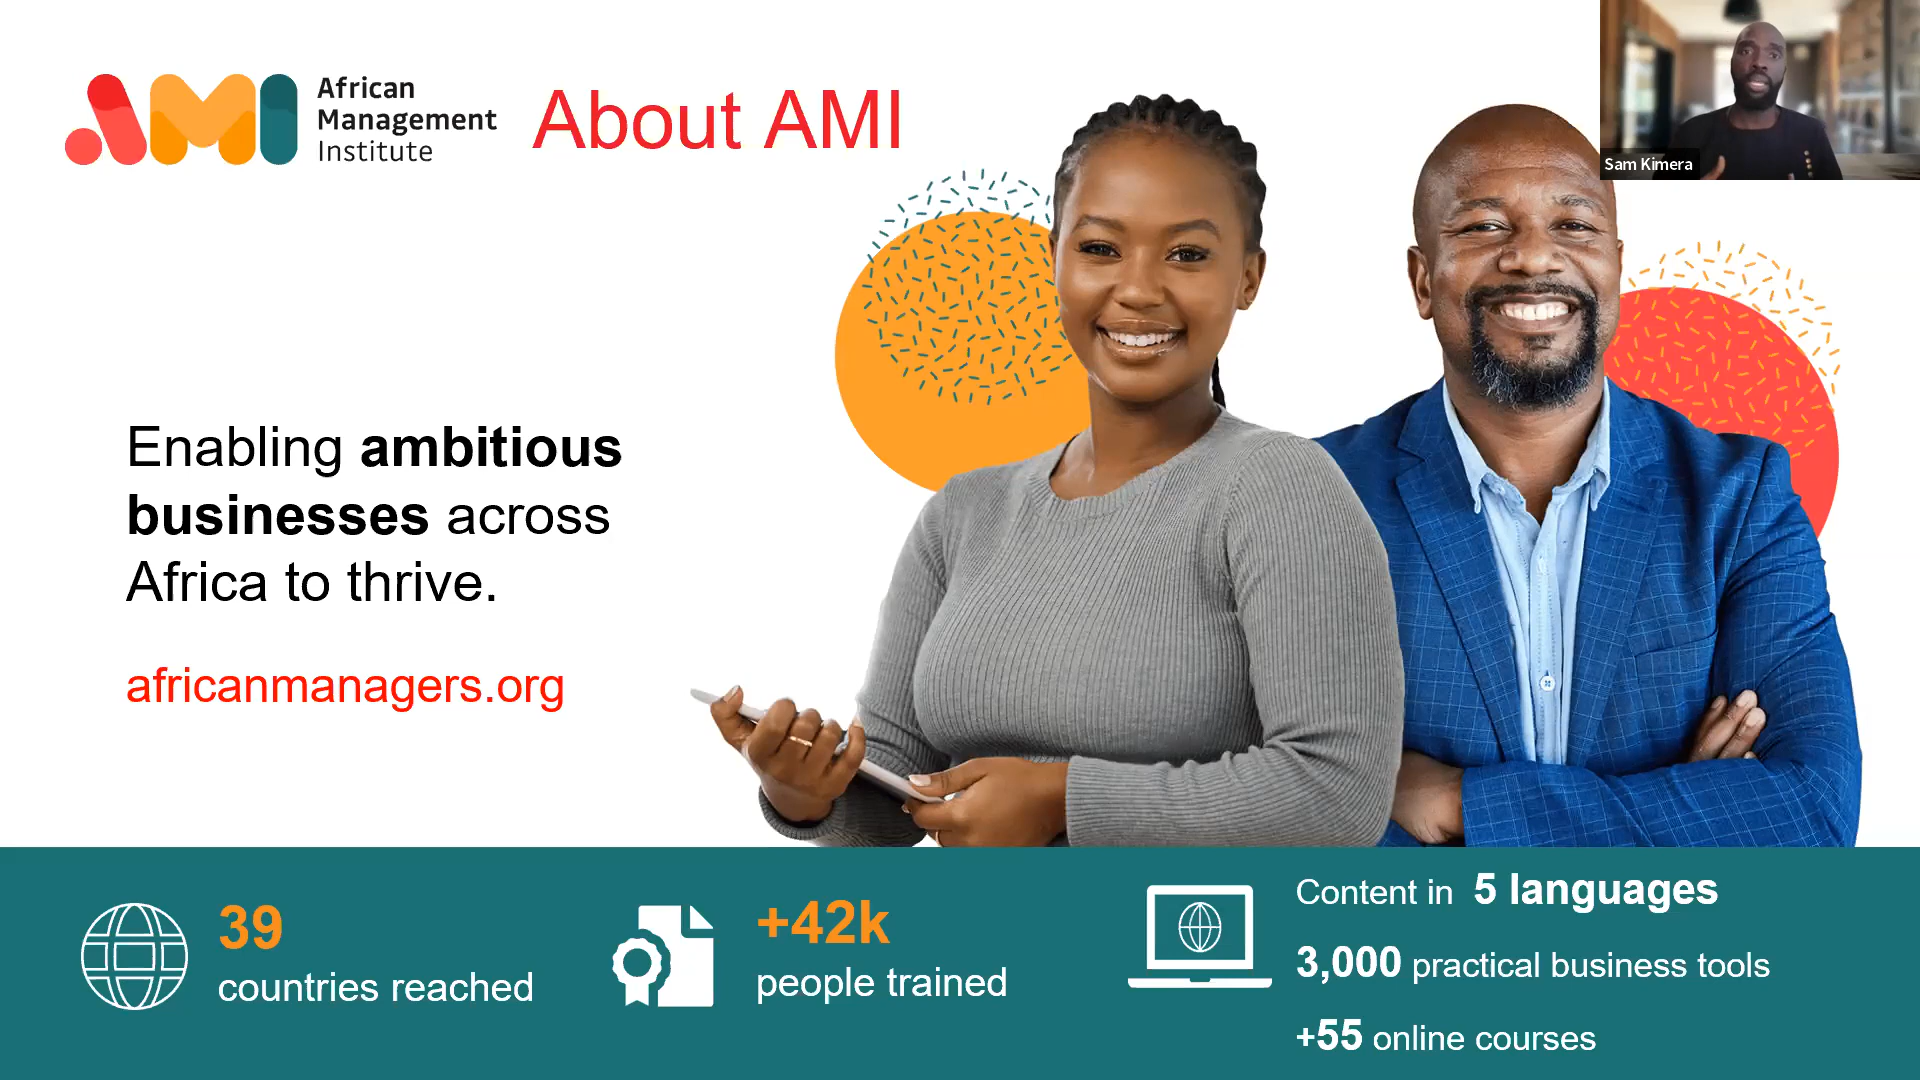 AMI
African
Management
Institute
About AMI
Sam Kimera
Enabling ambitious
businesses across
Africa to thrive.
africanmanagers.org
39
countries reached
+42k
people trained
Content in 5 languages
3,000 practical business tools
+55 online courses